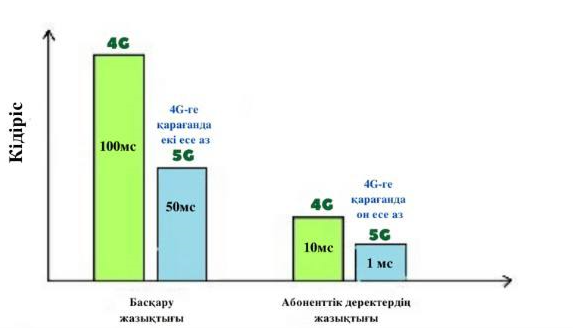 Кідіріс
4G
100мс
4G-ге
қарағанда
екі есе аз
5G
50мс
4G
10мс
4G-ге
қарағанда
он есе аз
5G
1 мс
Басқару
жазықтығы
Абоненттік деректердің
жазықтығы